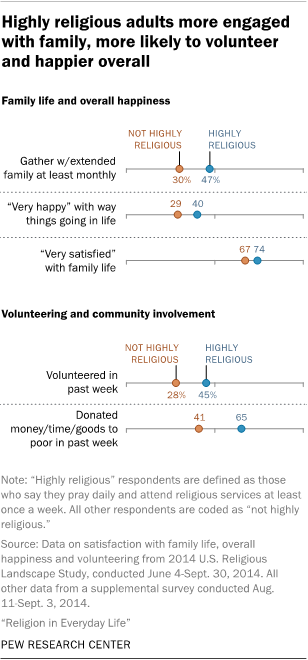 Highly religious adults more engaged
with family, more likely to volunteer
and happier overall
Family life and overall happiness
NOT HIGHLY
RELIGIOUS
HIGHLY
RELIGIOUS
Gather w/extended
family at least monthly
30%
47%
“Very happy” with way
things going in life
29
40
“Very satisfied”
with family life
67
74
Volunteering and community involvement
NOT HIGHLY
RELIGIOUS
HIGHLY
RELIGIOUS
Volunteered in
past week
28%
45%
Donated
money/time/goods to
poor in past week
41
65
Note: “Highly religious” respondents are defined as those
who say they pray daily and attend religious services at least
once a week. All other respondents are coded as “not highly
religious.”
Source: Data on satisfaction with family life, overall
happiness and volunteering from 2014 U.S. Religious
Landscape Study, conducted June 4-Sept. 30, 2014. All
other data from a supplemental survey conducted Aug.
11-Sept. 3, 2014.
“Religion in Everyday Life”
PEW RESEARCH CENTER